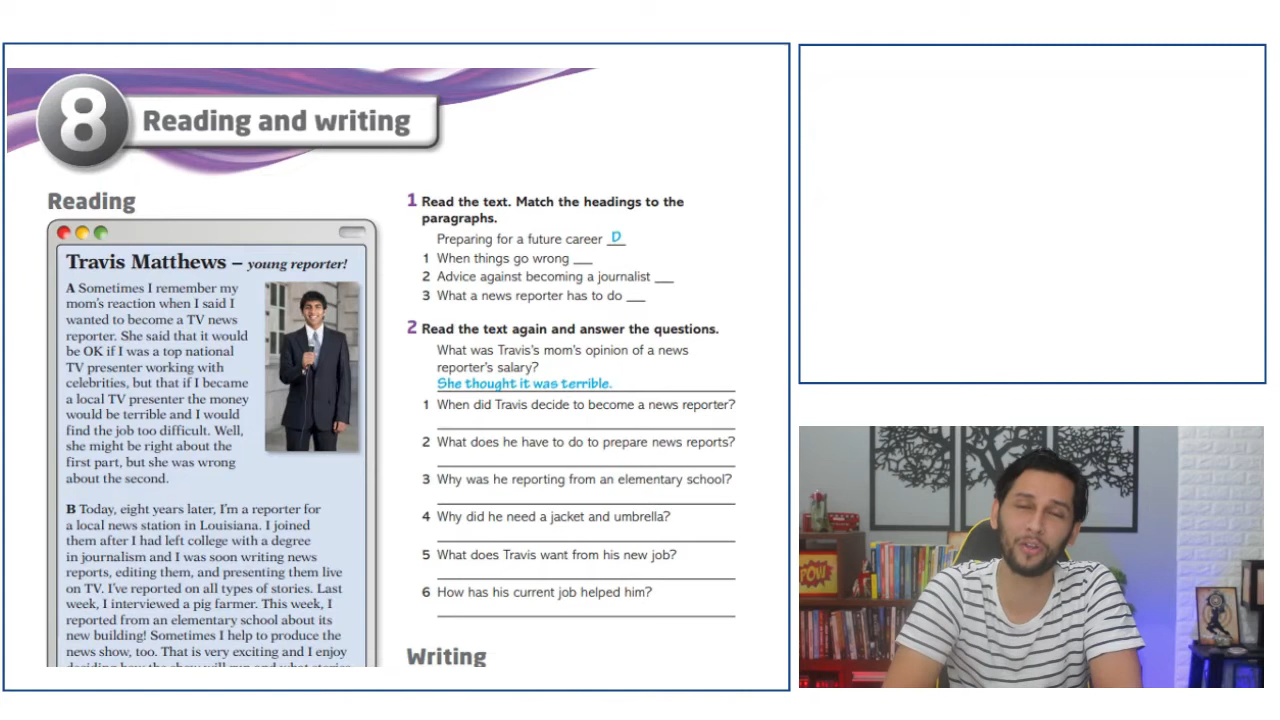 8
Reading and writing
Reading
Travis Matthews – young reporter!
A Sometimes I remember my
mom's reaction when I said I
wanted to become a TV news
reporter. She said that it would
be OK if I was a top national
TV presenter working with
celebrities, but that if I became
a local TV presenter the money
would be terrible and I would
find the job too difficult. Well,
she might be right about the
first part, but she was wrong
about the second.
B Today, eight years later, I'm a reporter for
a local news station in Louisiana. I joined
them after I had left college with a degree
in journalism and I was soon writing news
reports, editing them, and presenting them live
on TV. I've reported on all types of stories. Last
week, I interviewed a pig farmer. This week, I
reported from an elementary school about its
new building! Sometimes I help to produce the
news show, too. That is very exciting and I enjoy
1 Read the text. Match the headings to the
paragraphs.
Preparing for a future career D
1 When things go wrong ___
2 Advice against becoming a journalist ___
3 What a news reporter has to do ___
2 Read the text again and answer the questions.
What was Travis's mom's opinion of a news
reporter's salary?
She thought it was terrible.
1 When did Travis decide to become a news reporter?
2 What does he have to do to prepare news reports?
3 Why was he reporting from an elementary school?
4 Why did he need a jacket and umbrella?
5 What does Travis want from his new job?
6 How has his current job helped him?
Writing
POW!